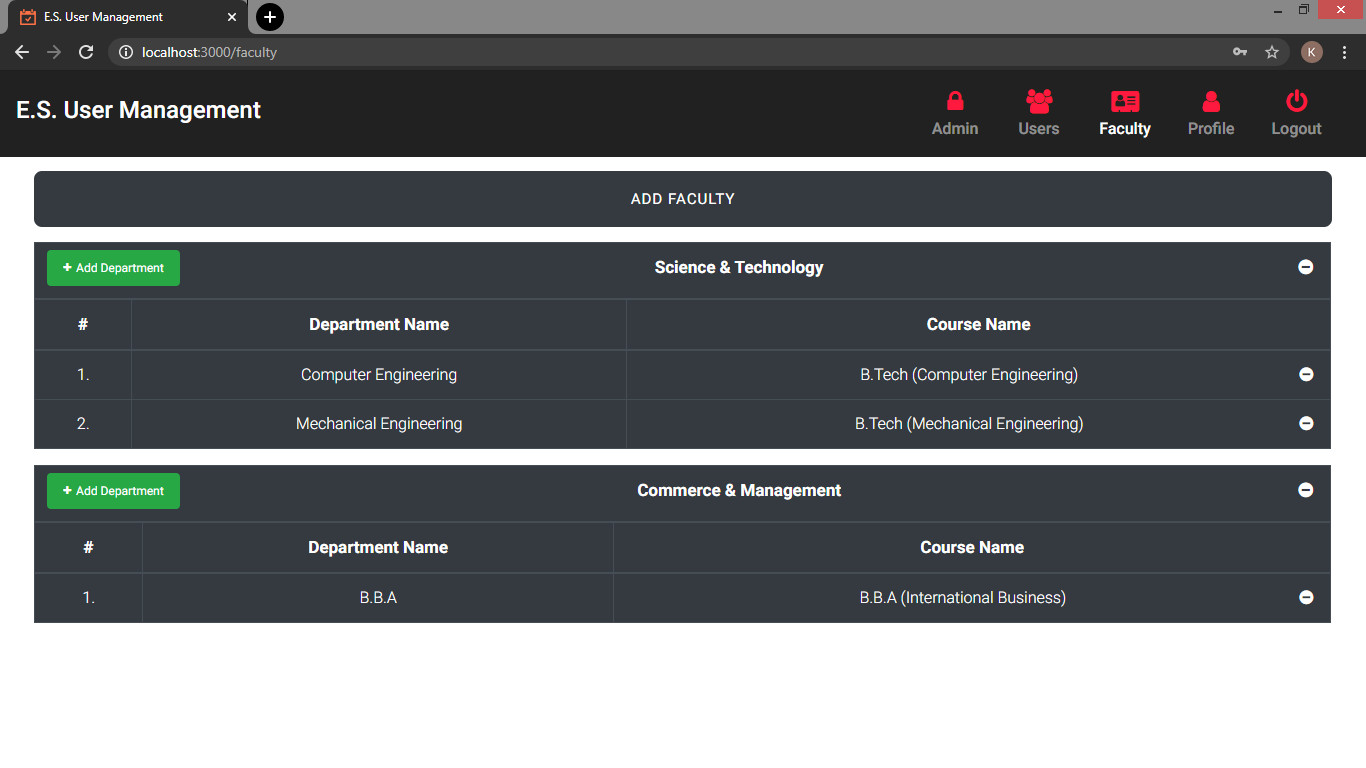 E.S. User Management
localhost:3000/faculty
K
E.S. User Management
Admin Users Faculty Profile Logout
ADD FACULTY
Add Department Science & Technology
# Department Name Course Name
1. Computer Engineering B.Tech (Computer Engineering)
2. Mechanical Engineering B.Tech (Mechanical Engineering)
Add Department Commerce & Management
# Department Name Course Name
1. B.B.A B.B.A (International Business)